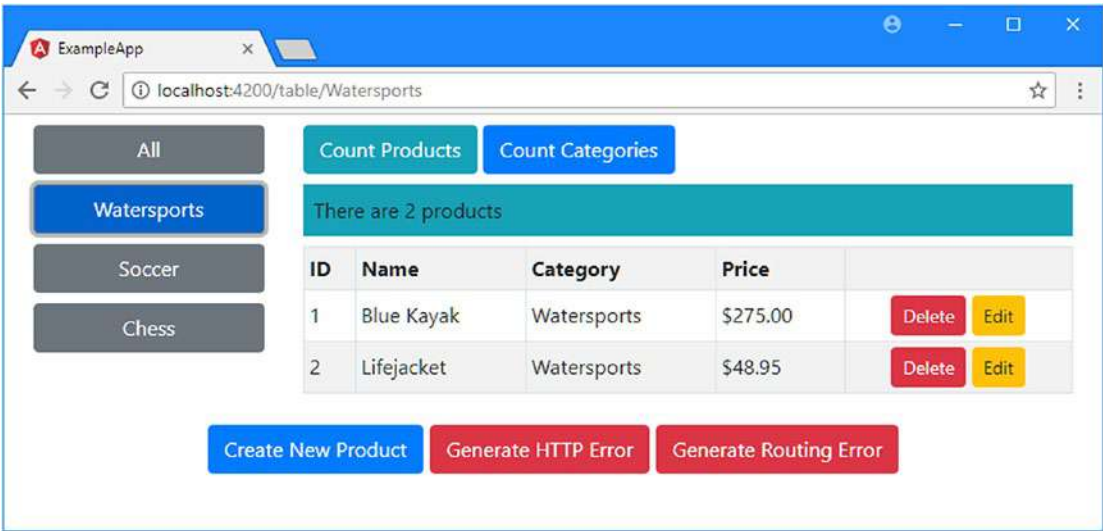 ExampleApp
localhost:4200/table/Watersports
All
Count Products Count Categories
Watersports
There are 2 products
Soccer
ID Name Category Price
1 Blue Kayak Watersports $275.00 Delete Edit
Chess
2 Lifejacket Watersports $48.95 Delete Edit
Create New Product Generate HTTP Error Generate Routing Error